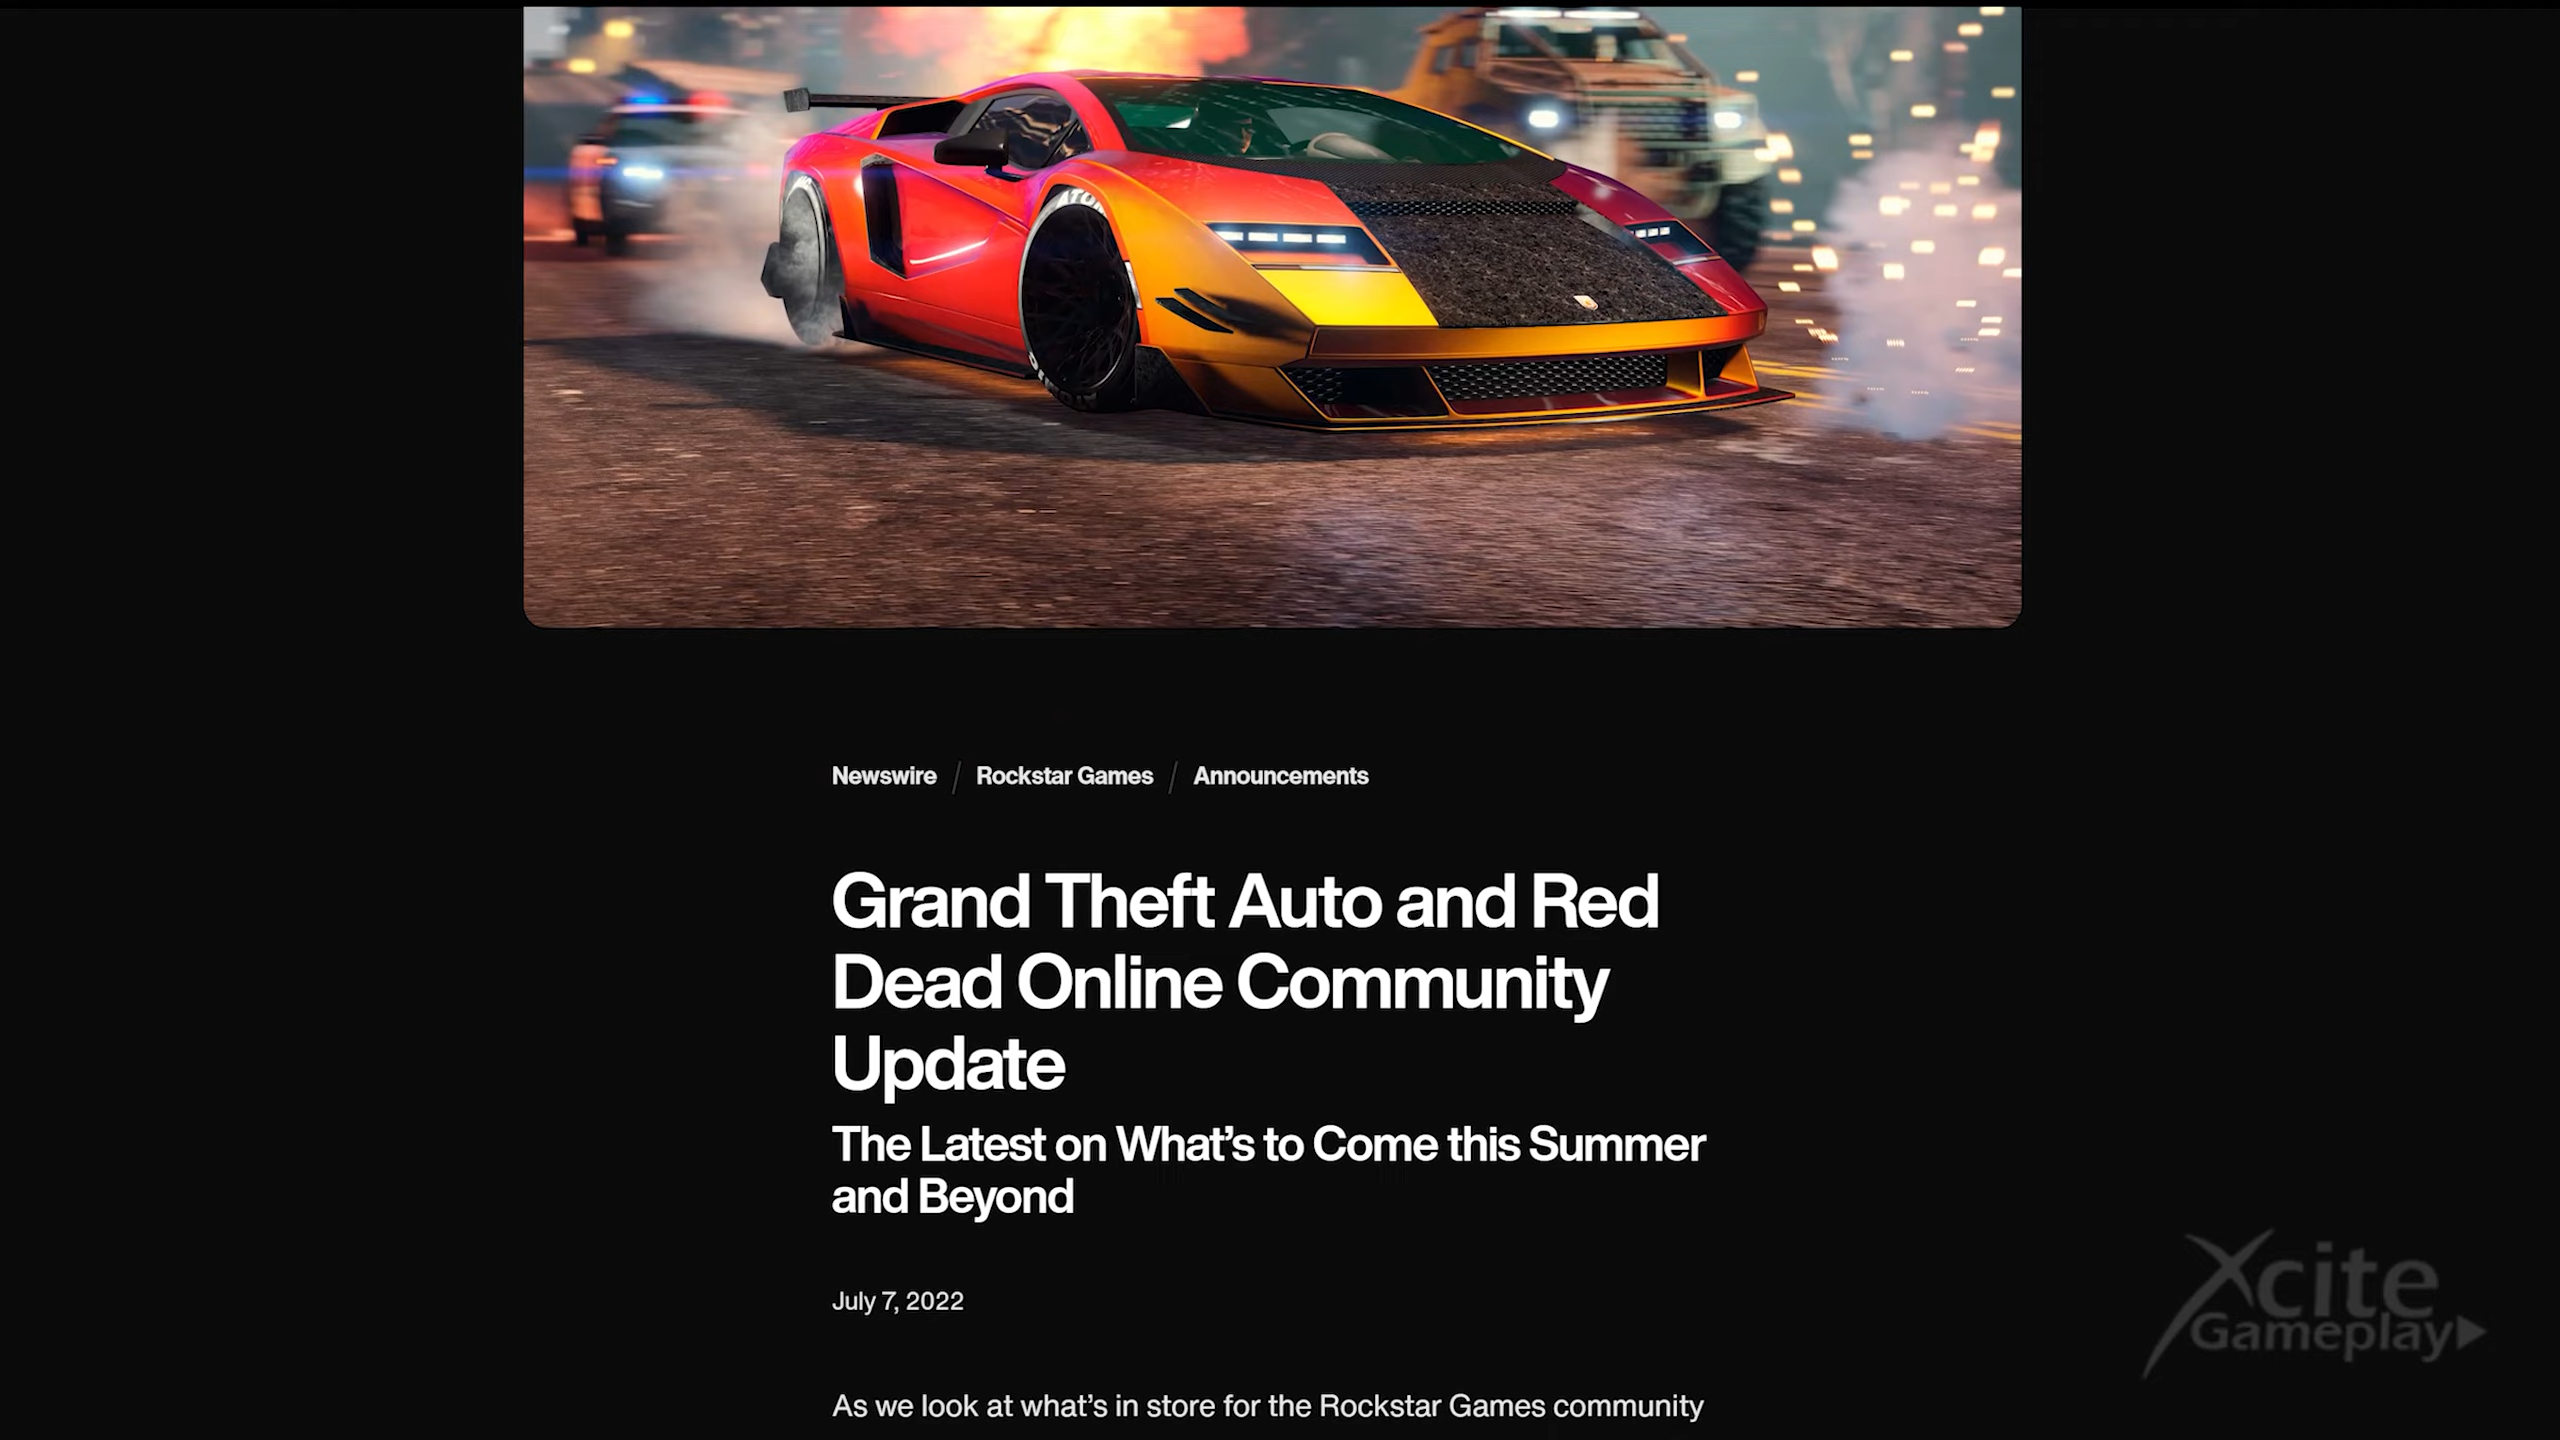 Newswire / Rockstar Games / Announcements
Grand Theft Auto and Red
Dead Online Community
Update
The Latest on What’s to Come this Summer
and Beyond
July 7, 2022
As we look at what’s in store for the Rockstar Games community
Xcite
Gameplay